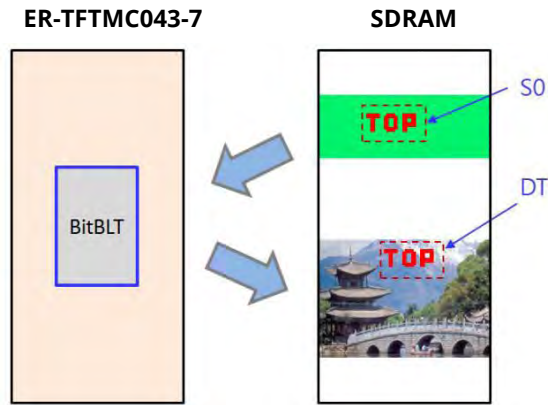 ER-TFTMC043-7
SDRAM
S0
TOP
DT
BitBLT
TOP